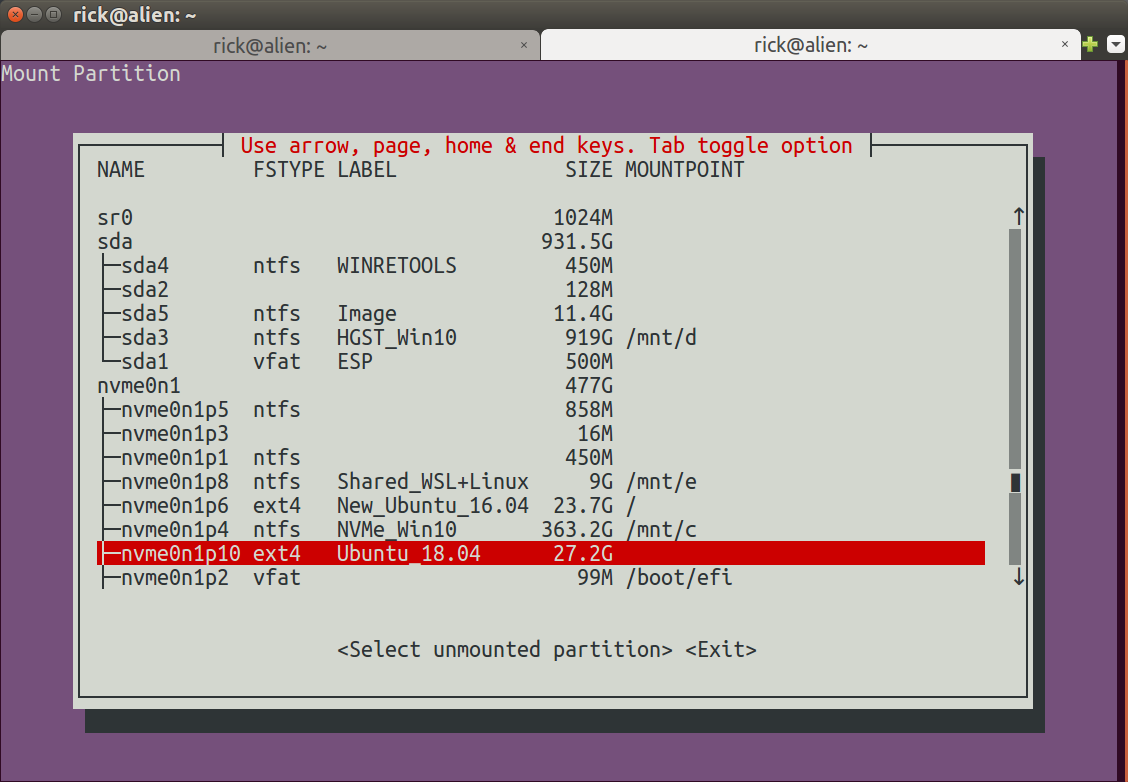 rick@alien: ~
rick@alien: ~ × rick@alien: ~ ×
Mount Partition
Use arrow, page, home & end keys. Tab toggle option
NAME FSTYPE LABEL SIZE MOUNTPOINT
sr0 1024M
sda 931.5G
├─sda4 ntfs WINRETOOLS 450M
├─sda2 128M
├─sda5 ntfs Image 11.4G
├─sda3 ntfs HGST_Win10 919G /mnt/d
└─sda1 vfat ESP 500M
nvme0n1 477G
├─nvme0n1p5 ntfs 858M
├─nvme0n1p3 16M
├─nvme0n1p1 ntfs 450M
├─nvme0n1p8 ntfs Shared_WSL+Linux 9G /mnt/e
├─nvme0n1p6 ext4 New_Ubuntu_16.04 23.7G /
├─nvme0n1p4 ntfs NVMe_Win10 363.2G /mnt/c
├─nvme0n1p10 ext4 Ubuntu_18.04 27.2G
├─nvme0n1p2 vfat 99M /boot/efi
<Select unmounted partition> <Exit>